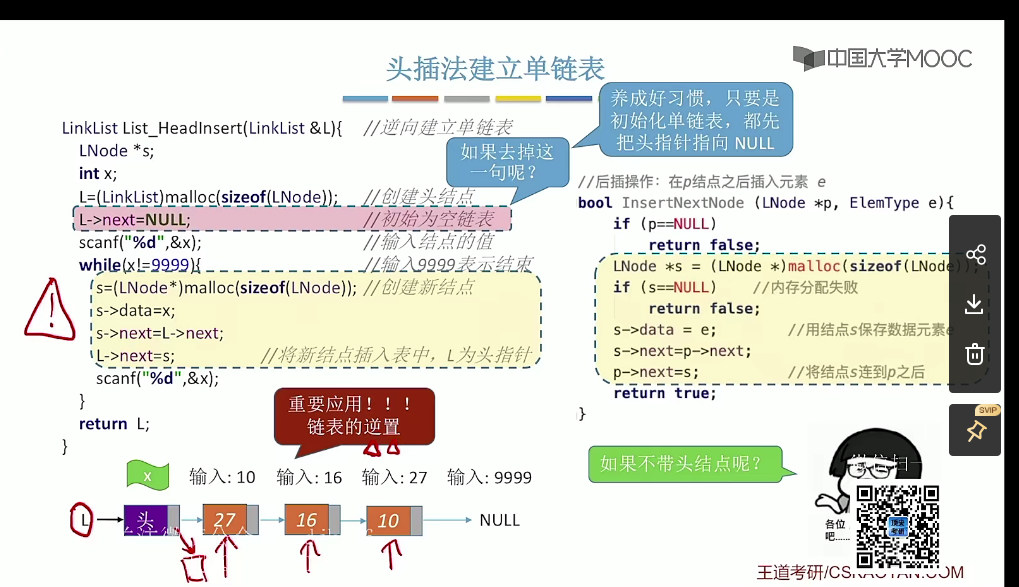 中国大学MOOC
头插法建立单链表
养成好习惯，只要是
初始化单链表，都先
把头指针指向 NULL
LinkList List_HeadInsert(LinkList &L){ //逆向建立单链表
LNode *s;
int x;
如果去掉这
一句呢？
L=(LinkList)malloc(sizeof(LNode)); //创建头结点
L->next=NULL; //初始为空链表
scanf("%d",&x); //输入结点的值
while(x!=9999){ //输入9999表示结束
s=(LNode*)malloc(sizeof(LNode)); //创建新结点
s->data=x;
s->next=L->next;
L->next=s; //将新结点插入表中，L为头指针
scanf("%d",&x);
}
return L;
}
//后插操作：在p结点之后插入元素 e
bool InsertNextNode (LNode *p, ElemType e){
if (p==NULL)
return false;
LNode *s = (LNode *)malloc(sizeof(LNode));
if (s==NULL) //内存分配失败
return false;
s->data = e; //用结点s保存数据元素e
s->next=p->next;
p->next=s; //将结点s连到p之后
return true;
}
SVIP
重要应用！！！
链表的逆置
如果不带头结点呢？
x 输入: 10 输入: 16 输入: 27 输入: 9999
L 头 27 16 10 NULL
微信扫一
各位
吧......
王道考研/CSKAOYAN.COM